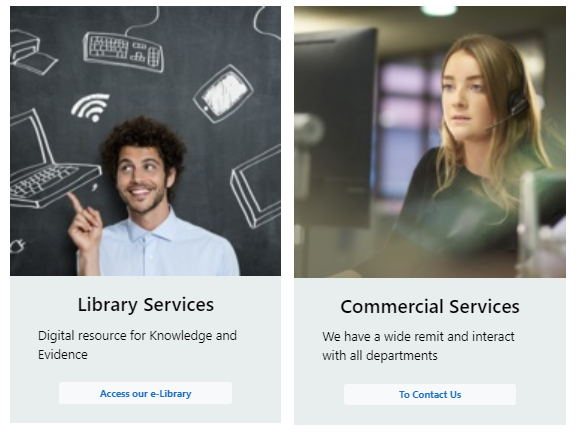 Library Services
Digital resource for Knowledge and
Evidence
Access our e-Library
Commercial Services
We have a wide remit and interact
with all departments
To Contact Us